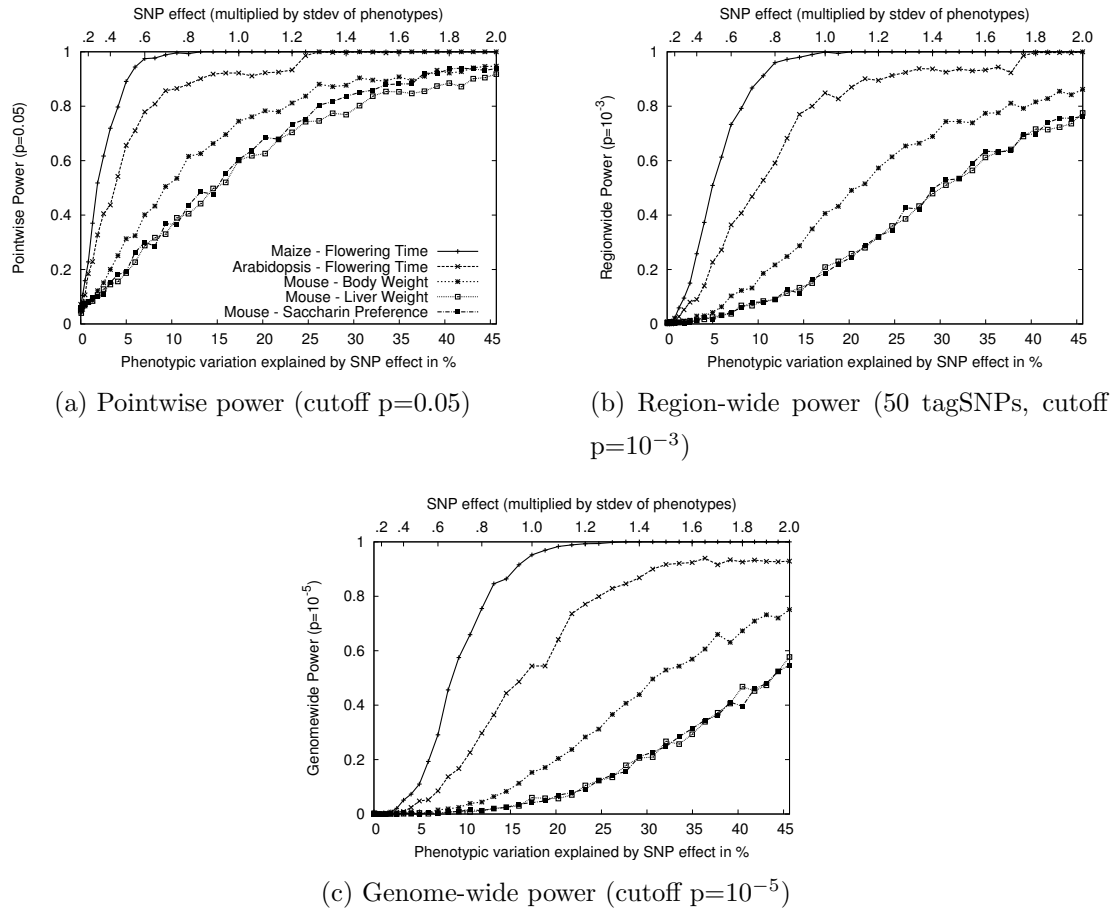 SNP effect (multiplied by stdev of phenotypes)
.2 .4 .6 .8 1.0 1.2 1.4 1.6 1.8 2.0
1
0.8
0.6
0.4
0.2
0
Pointwise Power (p=0.05)
Maize - Flowering Time
Arabidopsis - Flowering Time
Mouse - Body Weight
Mouse - Liver Weight
Mouse - Saccharin Preference
0 5 10 15 20 25 30 35 40 45
Phenotypic variation explained by SNP effect in %
(a) Pointwise power (cutoff p=0.05)
SNP effect (multiplied by stdev of phenotypes)
.2 .4 .6 .8 1.0 1.2 1.4 1.6 1.8 2.0
1
0.8
0.6
0.4
0.2
0
Regionwide Power (p=10⁻³)
0 5 10 15 20 25 30 35 40 45
Phenotypic variation explained by SNP effect in %
(b) Region-wide power (50 tagSNPs, cutoff
p=10⁻³)
SNP effect (multiplied by stdev of phenotypes)
.2 .4 .6 .8 1.0 1.2 1.4 1.6 1.8 2.0
1
0.8
0.6
0.4
0.2
0
Genomewide Power (p=10⁻⁵)
0 5 10 15 20 25 30 35 40 45
Phenotypic variation explained by SNP effect in %
(c) Genome-wide power (cutoff p=10⁻⁵)